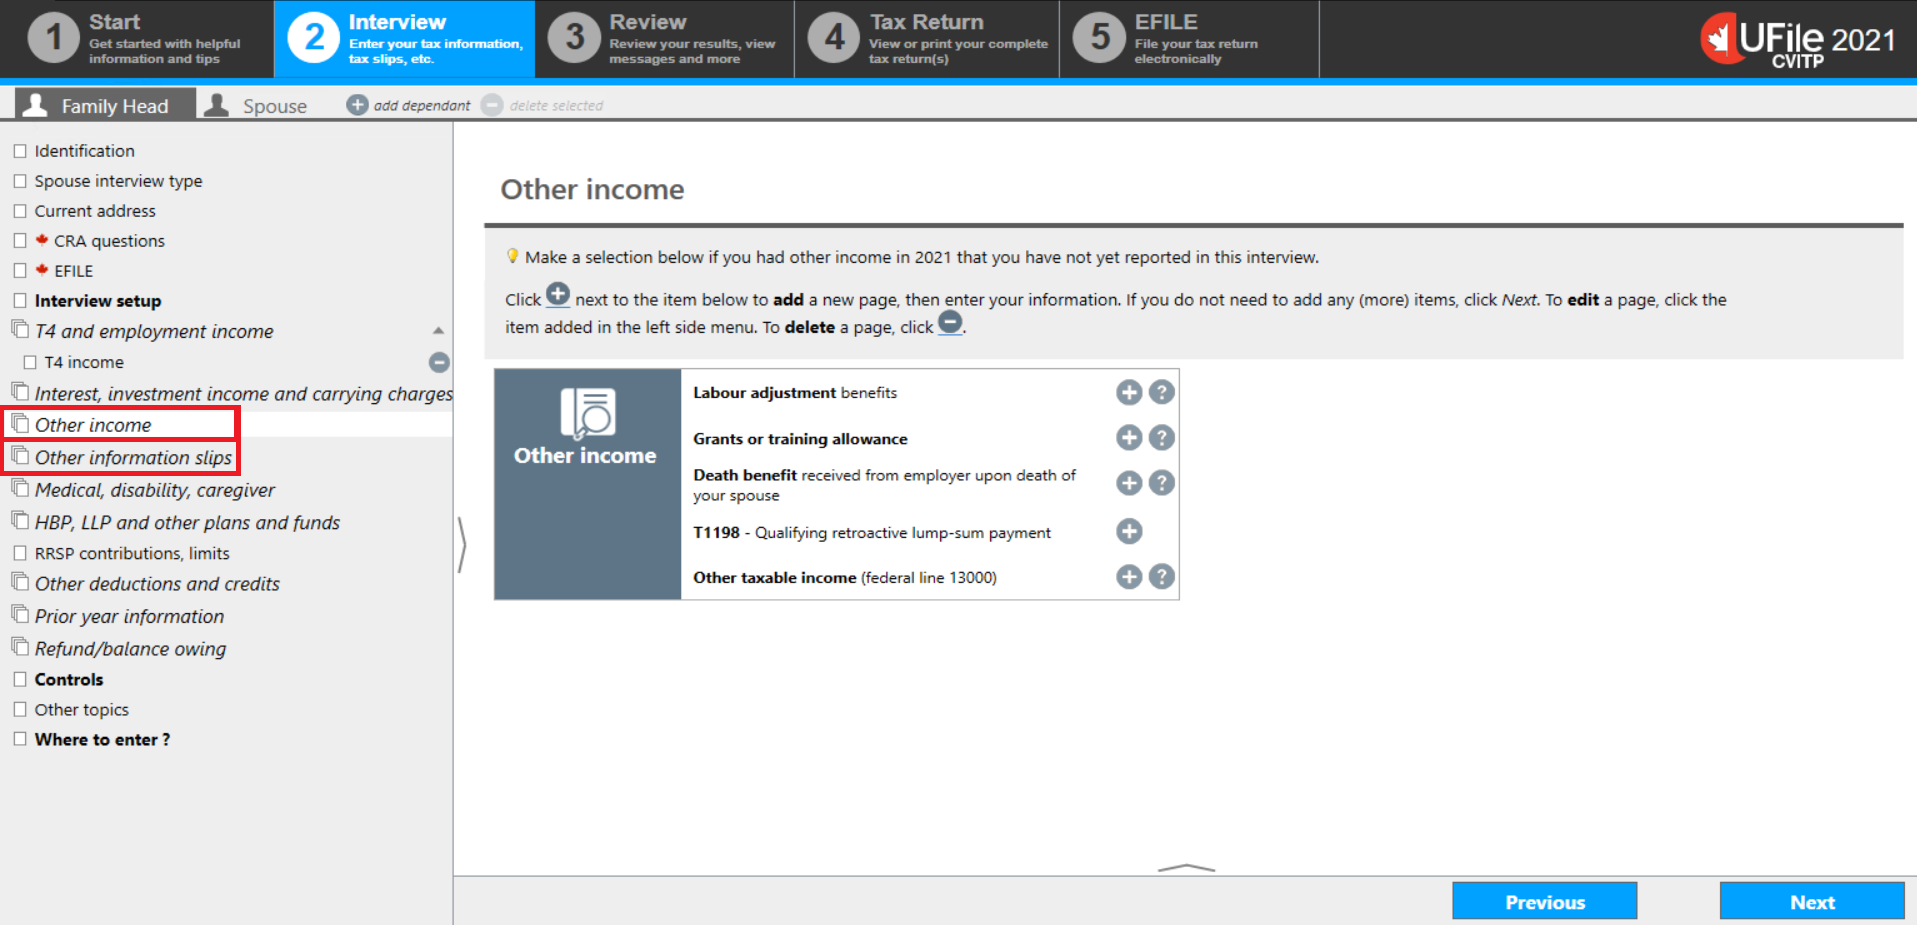 1
Start
Get started with helpful
information and tips
2
Interview
Enter your tax information,
tax slips, etc.
3
Review
Review your results, view
messages and more
4
Tax Return
View or print your complete
tax return(s)
5
EFILE
File your tax return
electronically
UFile 2021
CVITP
Family Head
Spouse
add dependant
delete selected
Identification
Spouse interview type
Current address
CRA questions
EFILE
Interview setup
T4 and employment income
T4 income
Interest, investment income and carrying charges
Other income
Other information slips
Medical, disability, caregiver
HBP, LLP and other plans and funds
RRSP contributions, limits
Other deductions and credits
Prior year information
Refund/balance owing
Controls
Other topics
Where to enter ?
Other income
Make a selection below if you had other income in 2021 that you have not yet reported in this interview.
Click + next to the item below to add a new page, then enter your information. If you do not need to add any (more) items, click Next. To edit a page, click the
item added in the left side menu. To delete a page, click −.
Other income
Labour adjustment benefits
Grants or training allowance
Death benefit received from employer upon death of
your spouse
T1198 - Qualifying retroactive lump-sum payment
Other taxable income (federal line 13000)
Previous
Next